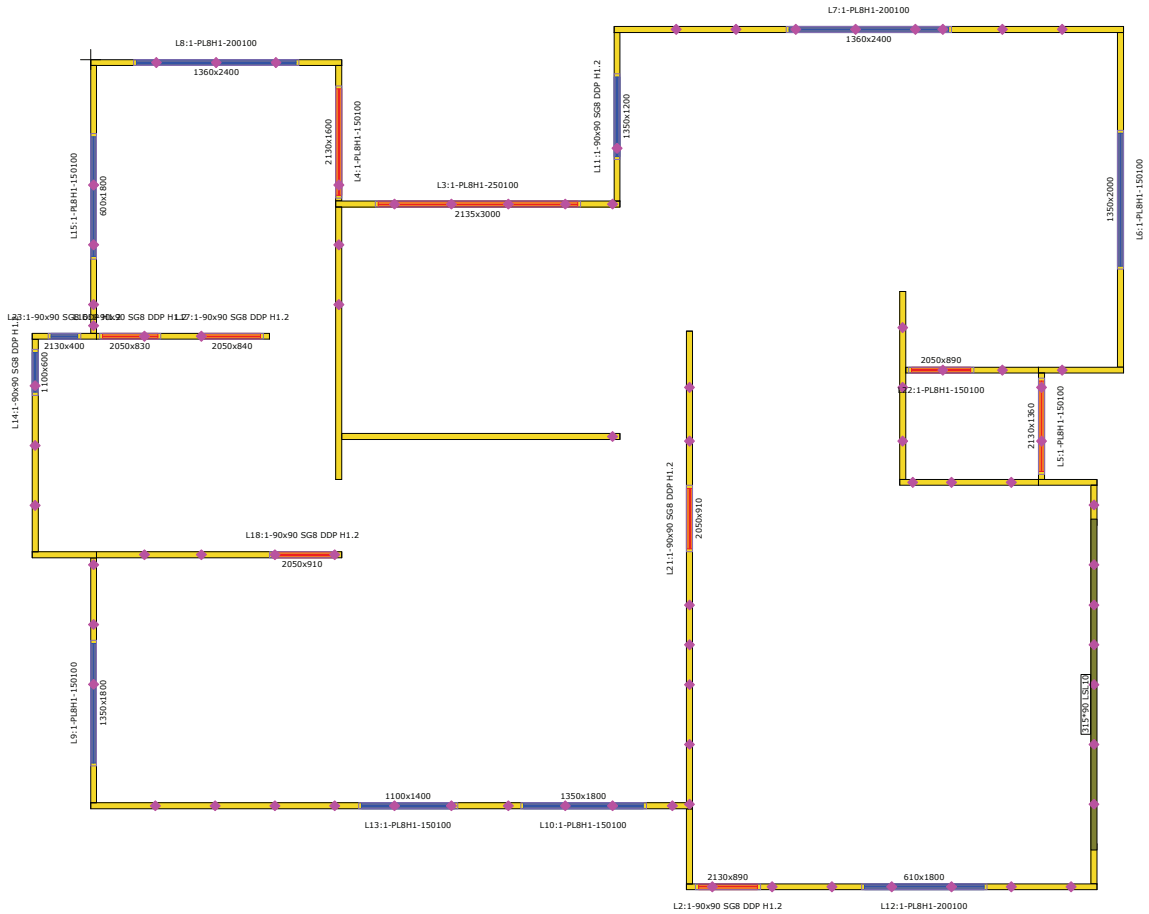 L7:1-PL8H1-200100
1360x2400
L8:1-PL8H1-200100
1360x2400
L11:1-90x90 SG8 DDP H1.2
1350x1200
2130x1600
L4:1-PL8H1-150100
L3:1-PL8H1-250100
2135x3000
L15:1-PL8H1-150100
600x1800
1350x2000
L6:1-PL8H1-150100
SG8 DDP H1.2
L17:1-90x90 SG8 DDP H1.2
2130x400
2050x830
2050x840
L14:1-90x90 SG8 DDP H1.2
1100x600
2050x890
L22:1-PL8H1-150100
2130x1360
L5:1-PL8H1-150100
L21:1-90x90 SG8 DDP H1.2
2050x910
L18:1-90x90 SG8 DDP H1.2
2050x910
L9:1-PL8H1-150100
1350x1800
315*90 LSL10
1100x1400
1350x1800
L13:1-PL8H1-150100
L10:1-PL8H1-150100
2130x890
610x1800
L2:1-90x90 SG8 DDP H1.2
L12:1-PL8H1-200100